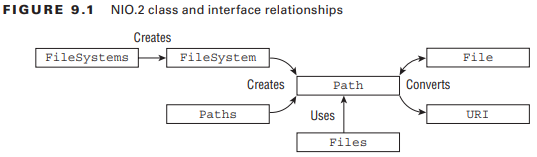 FIGURE 9.1 NIO.2 class and interface relationships
Creates
FileSystems
FileSystem
File
Creates
Path
Converts
Paths
Uses
URI
Files